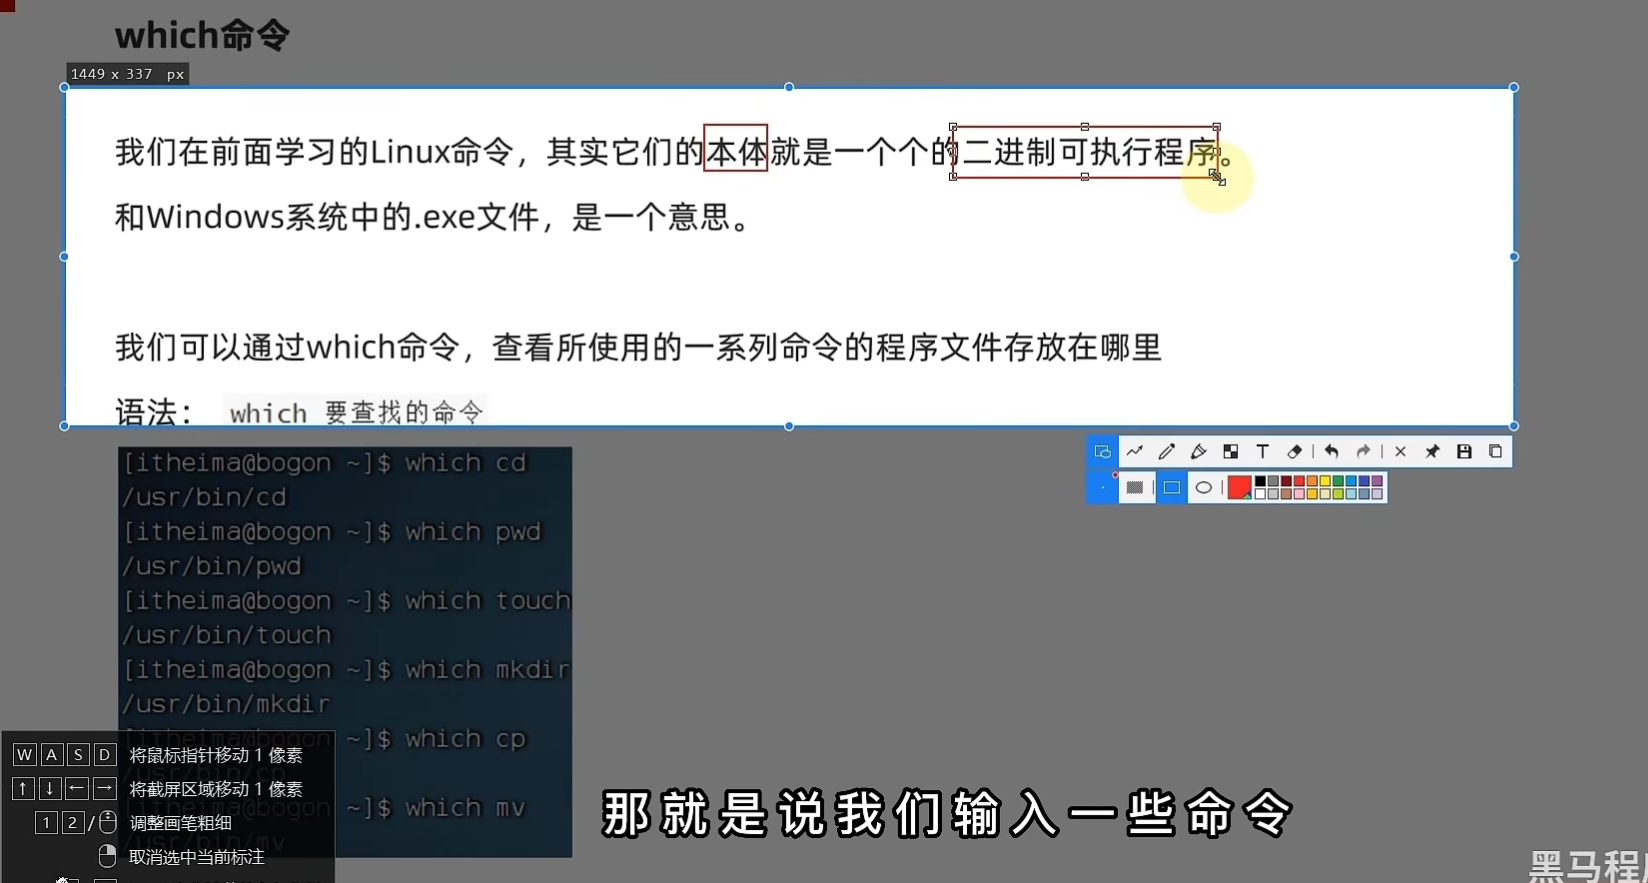 which命令
1449 x 337 px
我们在前面学习的Linux命令，其实它们的本体就是一个个的二进制可执行程序。
和Windows系统中的.exe文件，是一个意思。
我们可以通过which命令，查看所使用的一系列命令的程序文件存放在哪里
语法： which 要查找的命令
[itheima@bogon ~]$ which cd
/usr/bin/cd
[itheima@bogon ~]$ which pwd
/usr/bin/pwd
[itheima@bogon ~]$ which touch
/usr/bin/touch
[itheima@bogon ~]$ which mkdir
/usr/bin/mkdir
[itheima@bogon ~]$ which cp
/usr/bin/cp
[itheima@bogon ~]$ which mv
/usr/bin/mv
W A S D 将鼠标指针移动 1 像素
↑ ↓ ← → 将截屏区域移动 1 像素
1 2 / 调整画笔粗细
取消选中当前标注
那就是说我们输入一些命令
黑马程